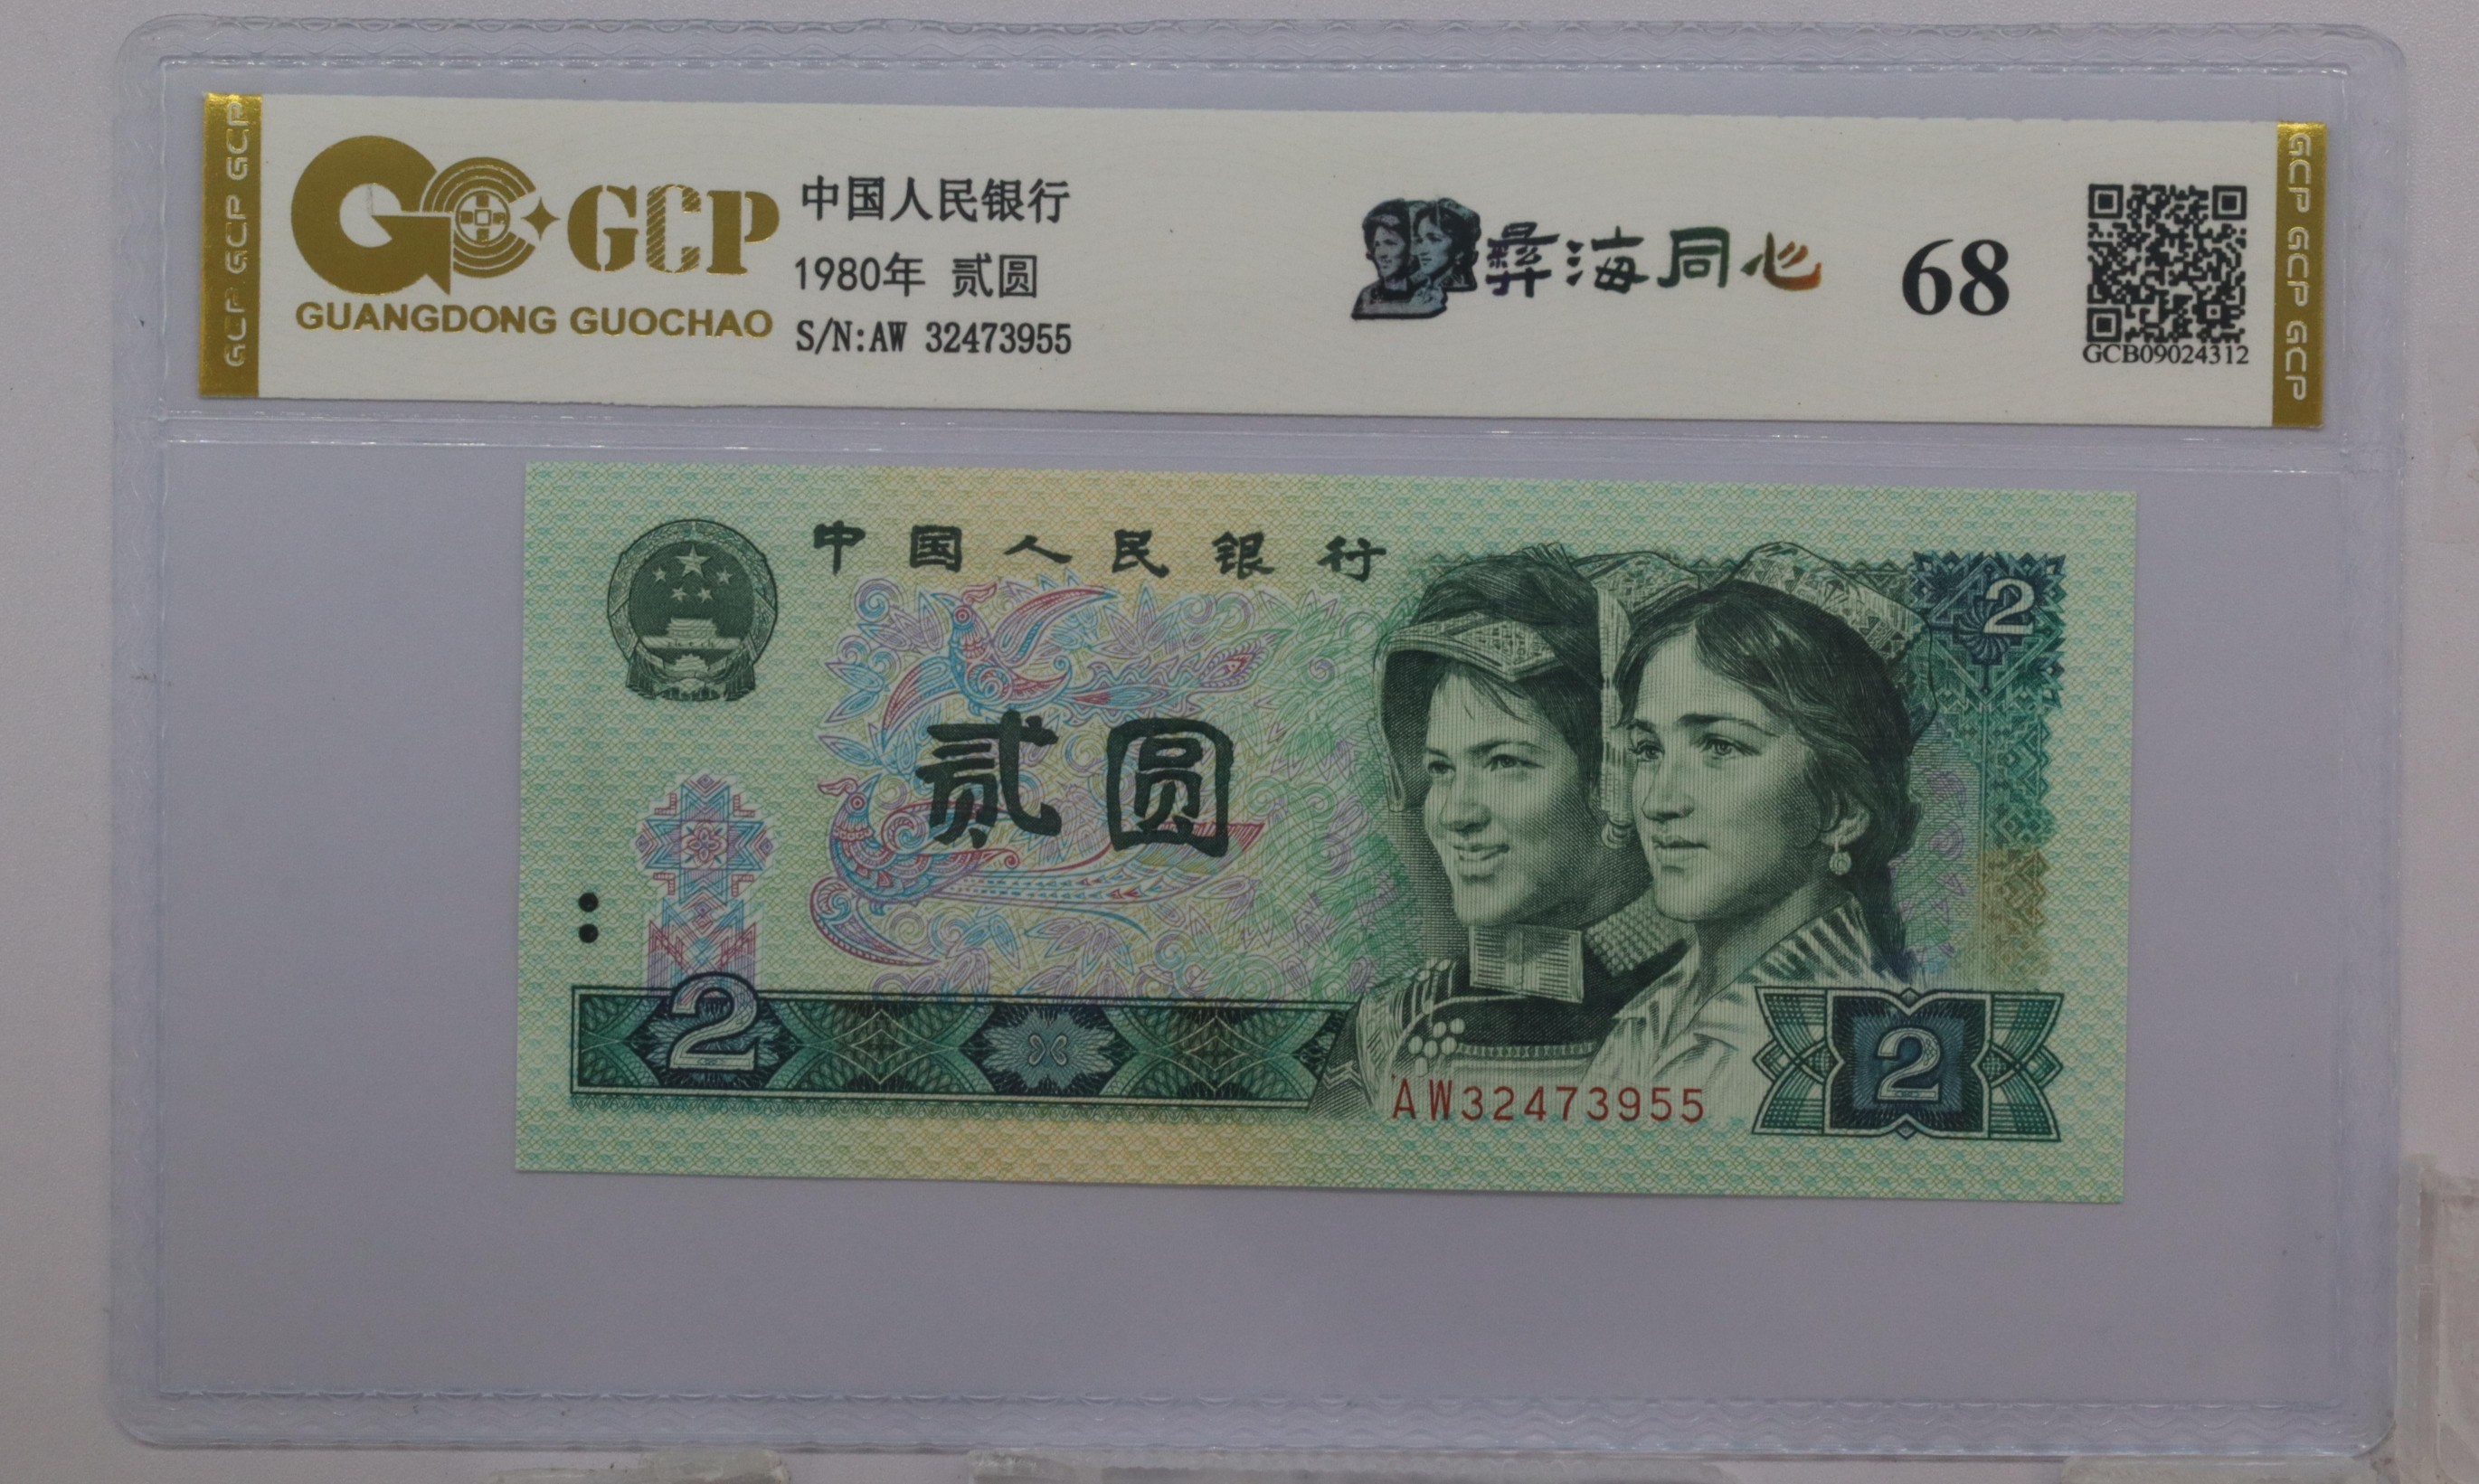 GCP GCP GCP
GCP
GUANGDONG GUOCHAO
中国人民银行
1980年 贰圆
S/N:AW 32473955
彝海同心
68
GCB09024312
GCP GCP GCP
中国人民银行
2
贰圆
2
AW32473955
2